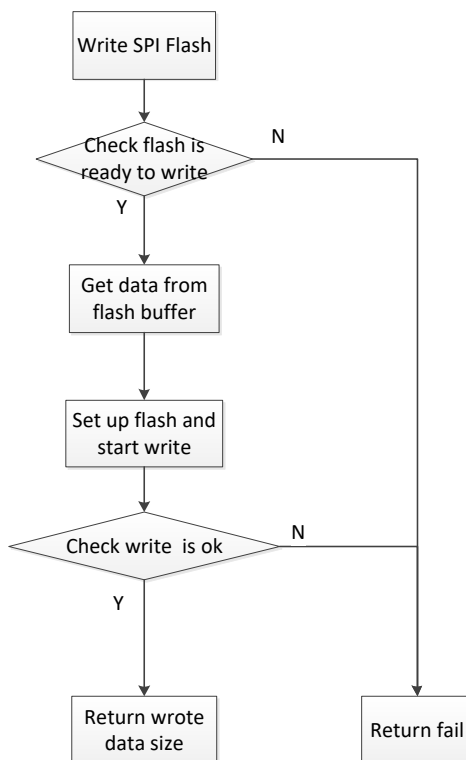 Write SPI Flash
N
Check flash is
ready to write
Y
Get data from
flash buffer
Set up flash and
start write
N
Check write  is ok
Y
Return wrote
data size
Return fail